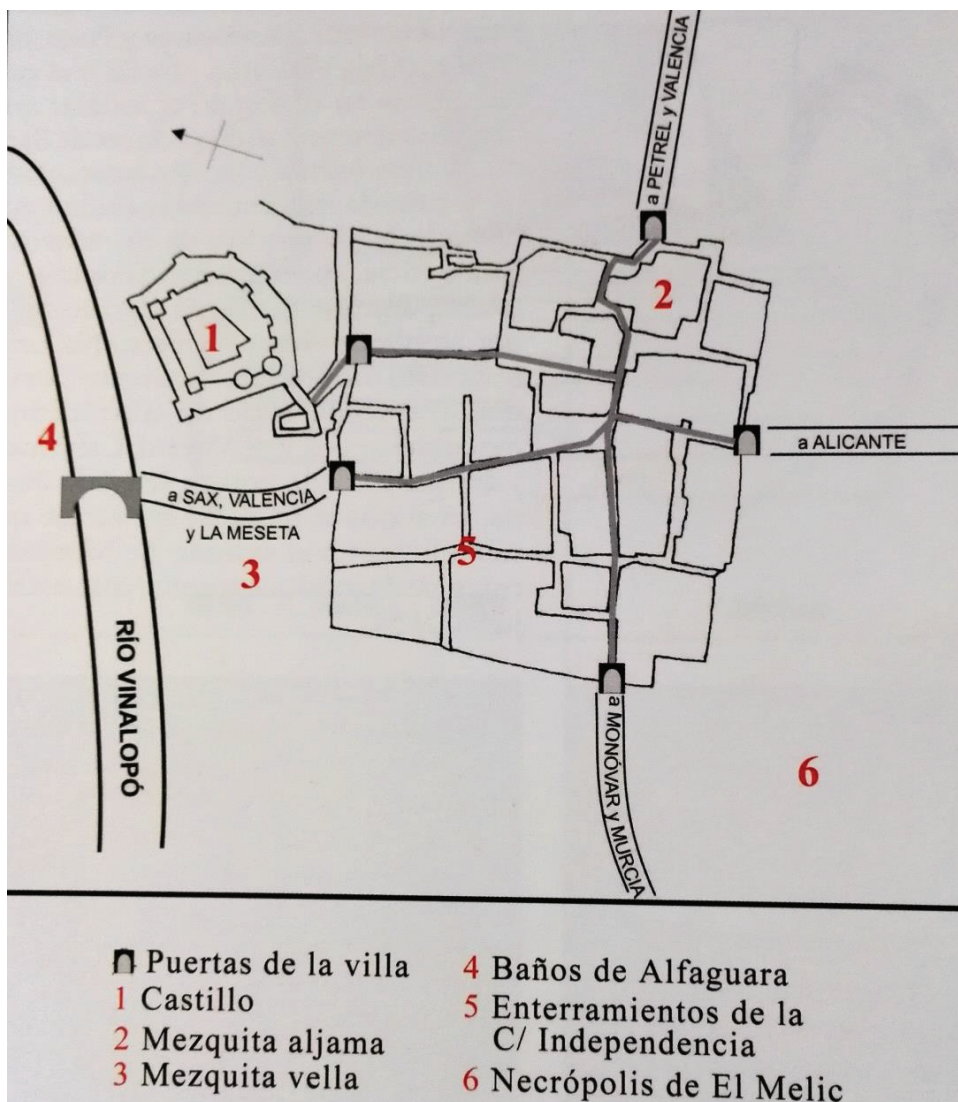 a PETREL y VALENCIA
1
2
4
a ALICANTE
a SAX, VALENCIA
y LA MESETA
5
3
RÍO VINALOPÓ
a MONÓVAR y MURCIA
6
Puertas de la villa
1 Castillo
2 Mezquita aljama
3 Mezquita vella
4 Baños de Alfaguara
5 Enterramientos de la
C/ Independencia
6 Necrópolis de El Melic